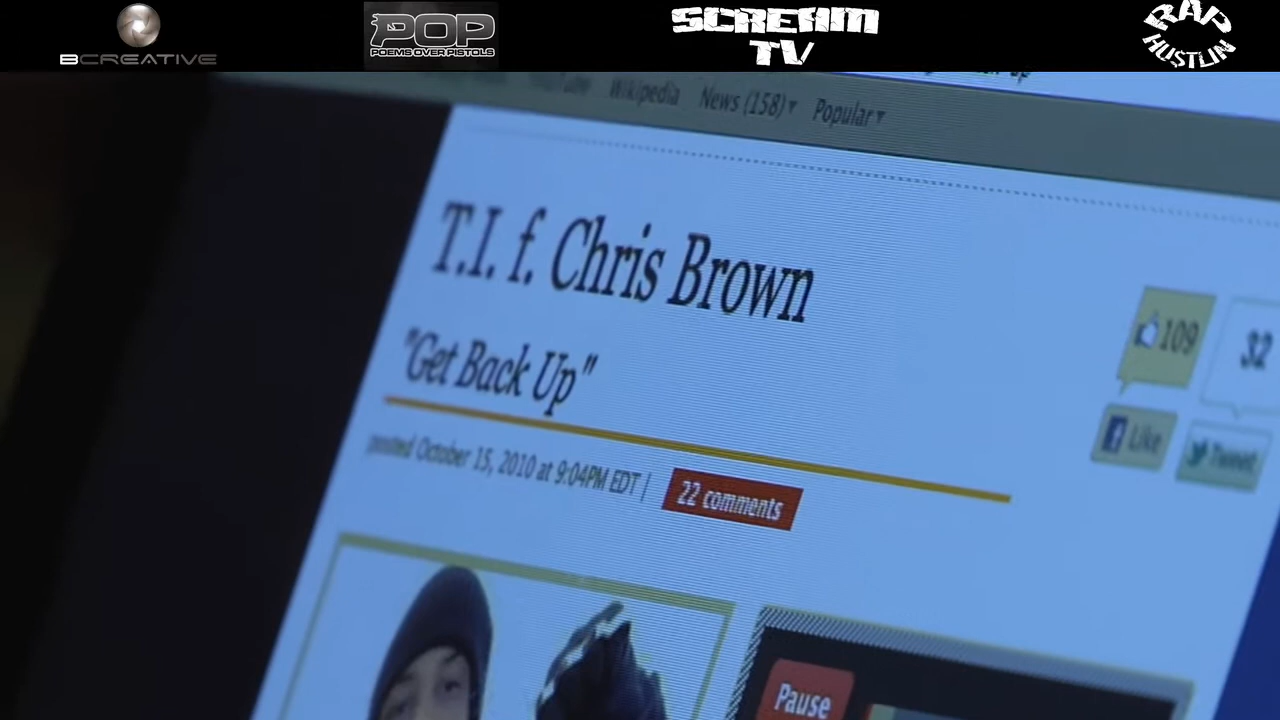 BCREATIVE
POP
POEMS OVER PISTOLS
SCREAM
TV
RAP
HUSTLIN
Wikipedia News (158) Popular
T.I. f. Chris Brown
"Get Back Up"
posted October 15, 2010 at 9:04PM EDT |
22 comments
109
32
Like
Tweet
Pause